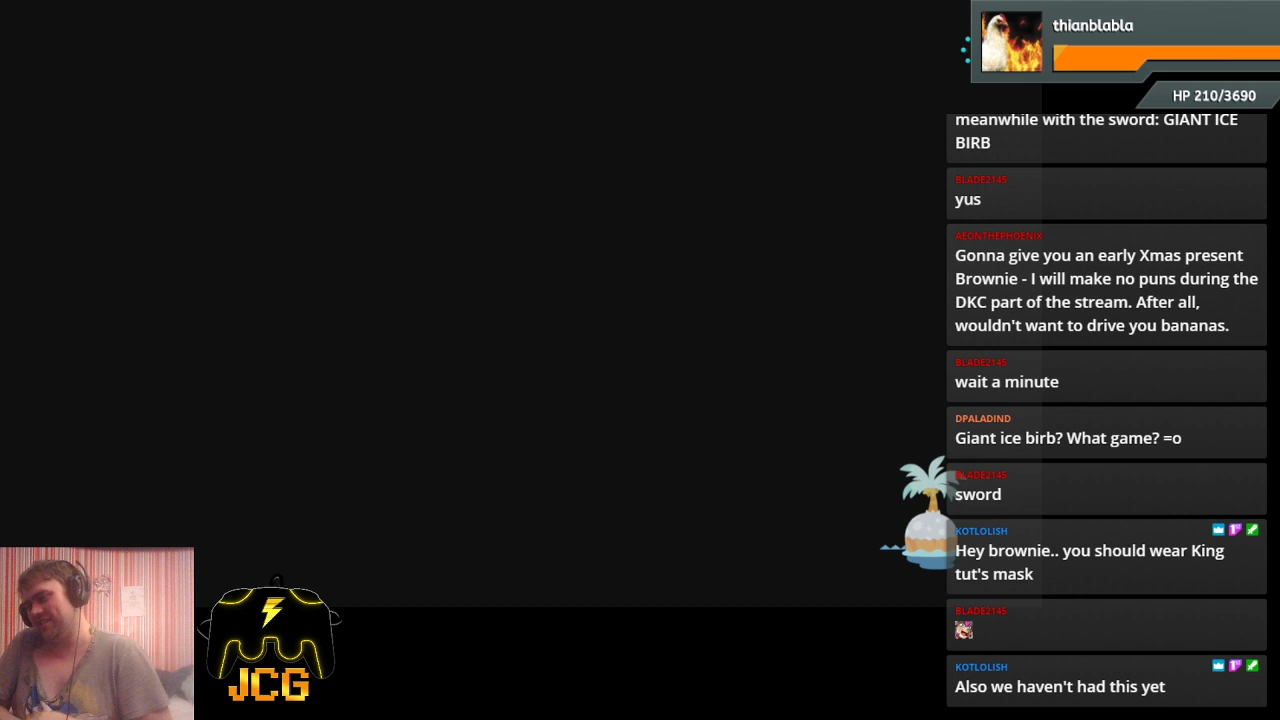 thianblabla
HP 210/3690
meanwhile with the sword: GIANT ICE
BIRB
BLADE2145
yus
AEONTHEPHOENIX
Gonna give you an early Xmas present
Brownie - I will make no puns during the
DKC part of the stream. After all,
wouldn't want to drive you bananas.
BLADE2145
wait a minute
DPALADIND
Giant ice birb? What game? =o
BLADE2145
sword
KOTLOLISH
Hey brownie.. you should wear King
tut's mask
BLADE2145
KOTLOLISH
Also we haven't had this yet
JCG